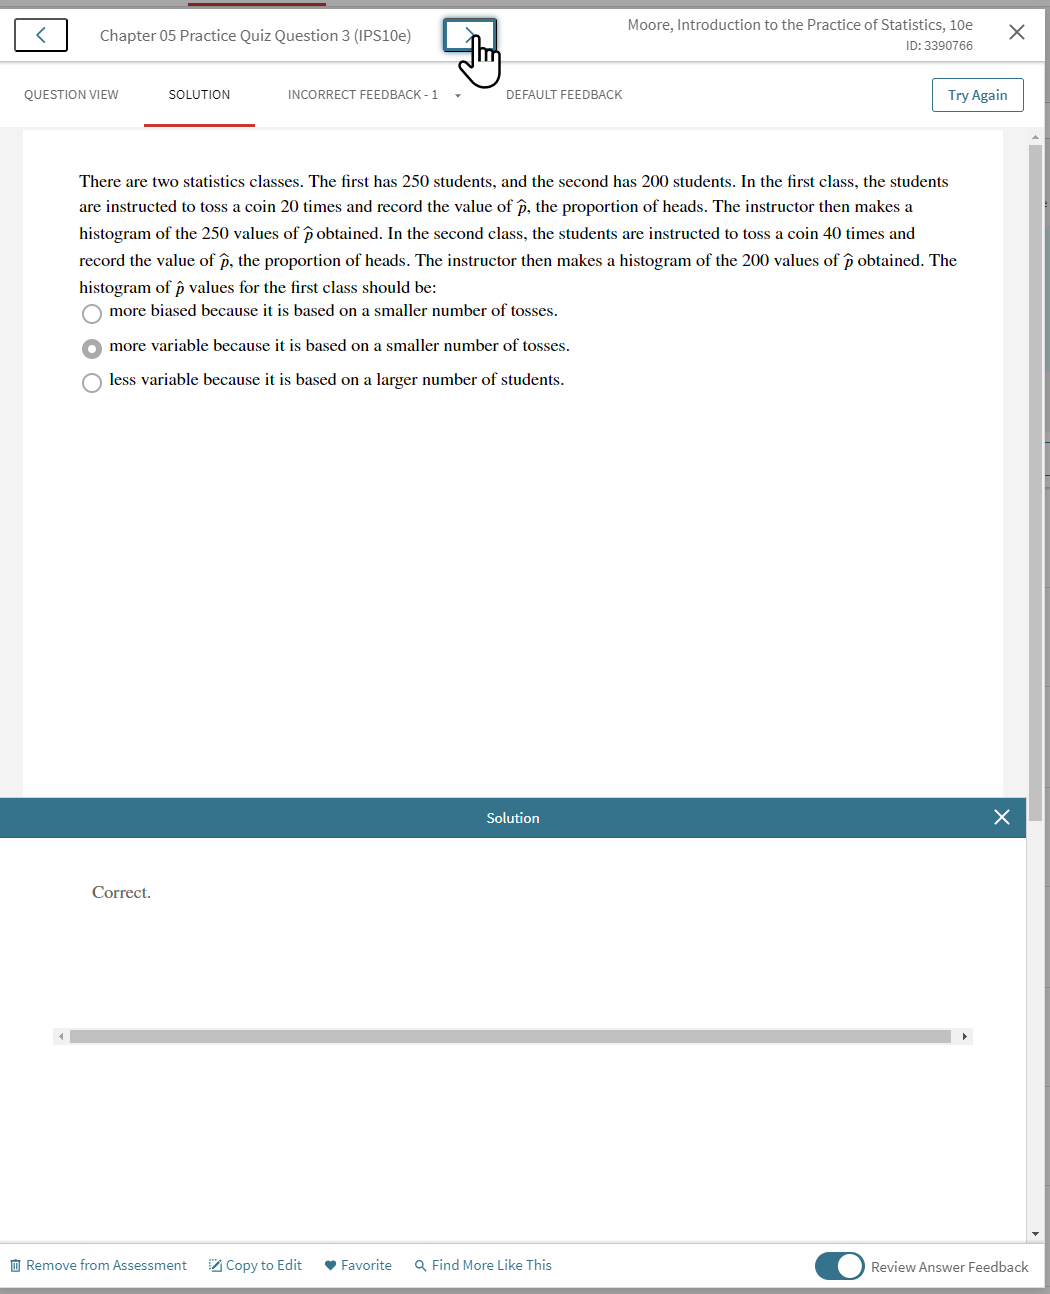 Chapter 05 Practice Quiz Question 3 (IPS10e)
Moore, Introduction to the Practice of Statistics, 10e
ID: 3390766
QUESTION VIEW
SOLUTION
INCORRECT FEEDBACK - 1
DEFAULT FEEDBACK
Try Again
There are two statistics classes. The first has 250 students, and the second has 200 students. In the first class, the students
are instructed to toss a coin 20 times and record the value of p̂, the proportion of heads. The instructor then makes a
histogram of the 250 values of p̂ obtained. In the second class, the students are instructed to toss a coin 40 times and
record the value of p̂, the proportion of heads. The instructor then makes a histogram of the 200 values of p̂ obtained. The
histogram of p̂ values for the first class should be:
more biased because it is based on a smaller number of tosses.
more variable because it is based on a smaller number of tosses.
less variable because it is based on a larger number of students.
Solution
Correct.
Remove from Assessment
Copy to Edit
Favorite
Find More Like This
Review Answer Feedback